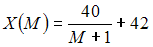 X(M) = 40 / (M + 1) + 42